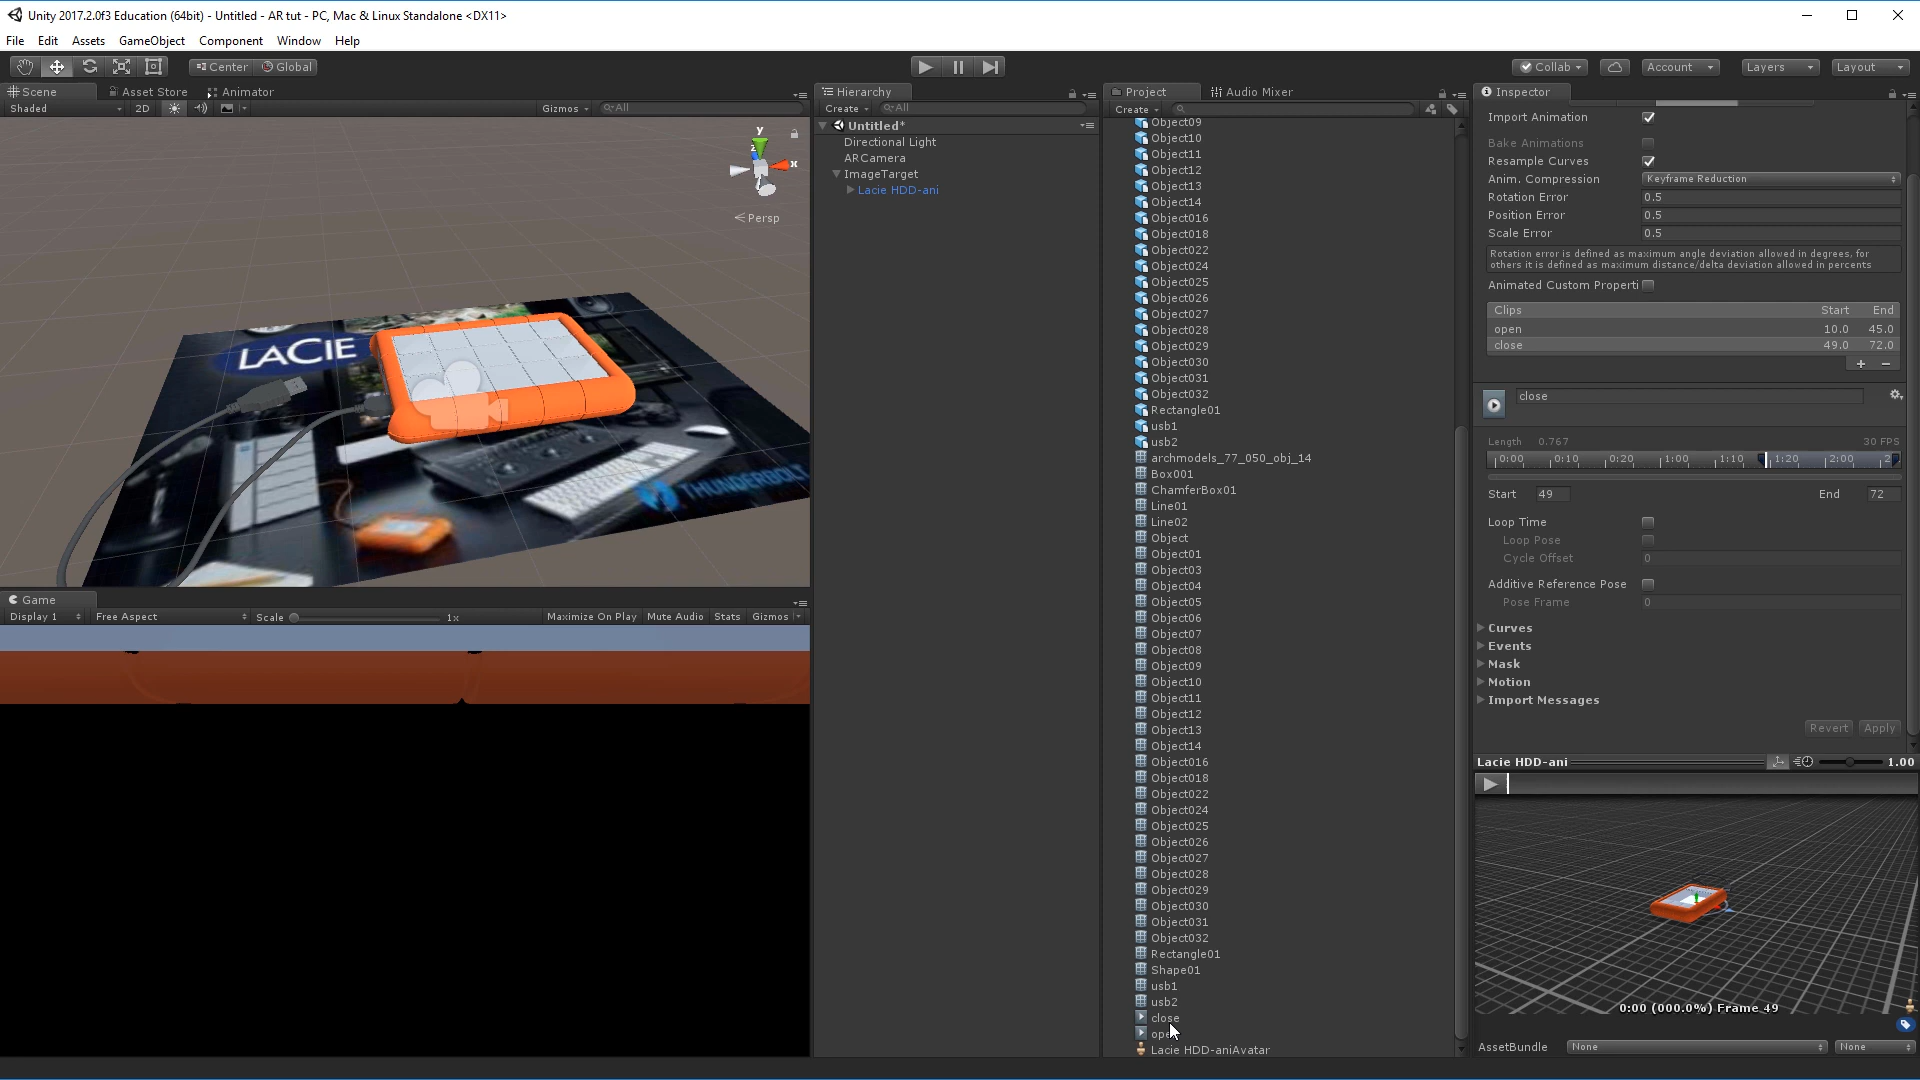 Unity 2017.2.0f3 Education (64bit) - Untitled - AR tut - PC, Mac & Linux Standalone <DX11>
File Edit Assets GameObject Component Window Help
Center Global
Collab Account Layers Layout
Scene Asset Store Animator
Shaded 2D Gizmos All
y
z
x
Persp
LACIE
THUNDERBOLT
Game
Display 1 Free Aspect Scale 1x Maximize On Play Mute Audio Stats Gizmos
Hierarchy
Create All
Untitled*
Directional Light
ARCamera
ImageTarget
Lacie HDD-ani
Project Audio Mixer
Create
Object09
Object10
Object11
Object12
Object13
Object14
Object016
Object018
Object022
Object024
Object025
Object026
Object027
Object028
Object029
Object030
Object031
Object032
Rectangle01
usb1
usb2
archmodels_77_050_obj_14
Box001
ChamferBox01
Line01
Line02
Object
Object01
Object03
Object04
Object05
Object06
Object07
Object08
Object09
Object10
Object11
Object12
Object13
Object14
Object016
Object018
Object022
Object024
Object025
Object026
Object027
Object028
Object029
Object030
Object031
Object032
Rectangle01
Shape01
usb1
usb2
close
Lacie HDD-aniAvatar
Inspector
Import Animation
Bake Animations
Resample Curves
Anim. Compression Keyframe Reduction
Rotation Error 0.5
Position Error 0.5
Scale Error 0.5
Rotation error is defined as maximum angle deviation allowed in degrees, for
others it is defined as maximum distance/delta deviation allowed in percents
Animated Custom Properti
Clips Start End
open 10.0 45.0
close 49.0 72.0
+ −
close
Length 0.767 30 FPS
0:00 0:10 0:20 1:00 1:10 1:20 2:00 2
Start 49 End 72
Loop Time
Loop Pose
Cycle Offset 0
Additive Reference Pose
Pose Frame 0
Curves
Events
Mask
Motion
Import Messages
Revert Apply
Lacie HDD-ani 1.00
0:00 (000.0%) Frame 49
AssetBundle None None